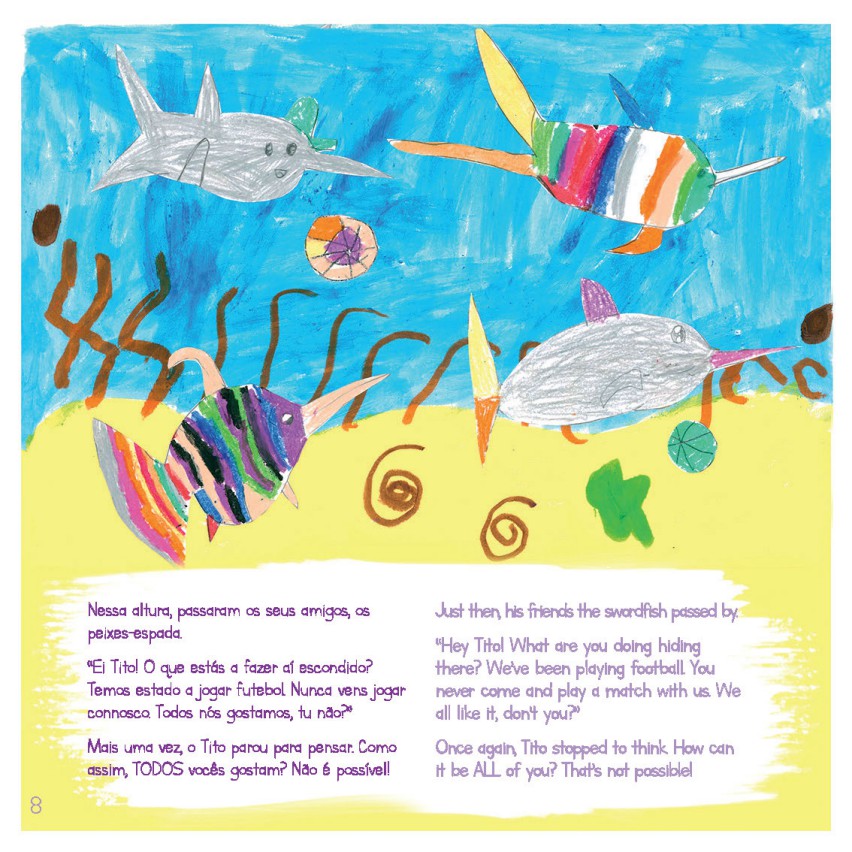 Nessa altura, passaram os seus amigos, os
peixes-espada.
"Ei Tito! O que estás a fazer aí escondido?
Temos estado a jogar futebol. Nunca vens jogar
connosco. Todos nós gostamos, tu não?"
Mais uma vez, o Tito parou para pensar. Como
assim, TODOS vocês gostam? Não é possível!
Just then, his friends the swordfish passed by.
"Hey Tito! What are you doing hiding
there? We've been playing football. You
never come and play a match with us. We
all like it, don't you?"
Once again, Tito stopped to think. How can
it be ALL of you? That's not possible!
8